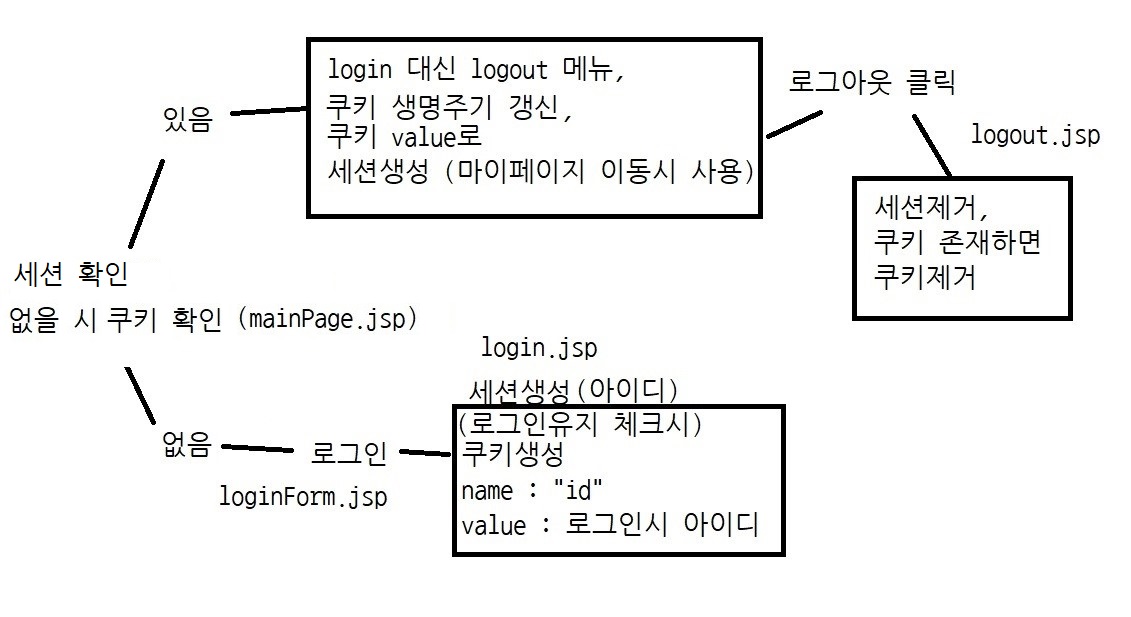 login 대신 logout 메뉴,
쿠키 생명주기 갱신,
쿠키 value로
세션생성 (마이페이지 이동시 사용)
있음
로그아웃 클릭
logout.jsp
세션제거,
쿠키 존재하면
쿠키제거
세션 확인
없을 시 쿠키 확인 (mainPage.jsp)
없음
로그인
loginForm.jsp
login.jsp
세션생성(아이디)
(로그인유지 체크시)
쿠키생성
name : "id"
value : 로그인시 아이디